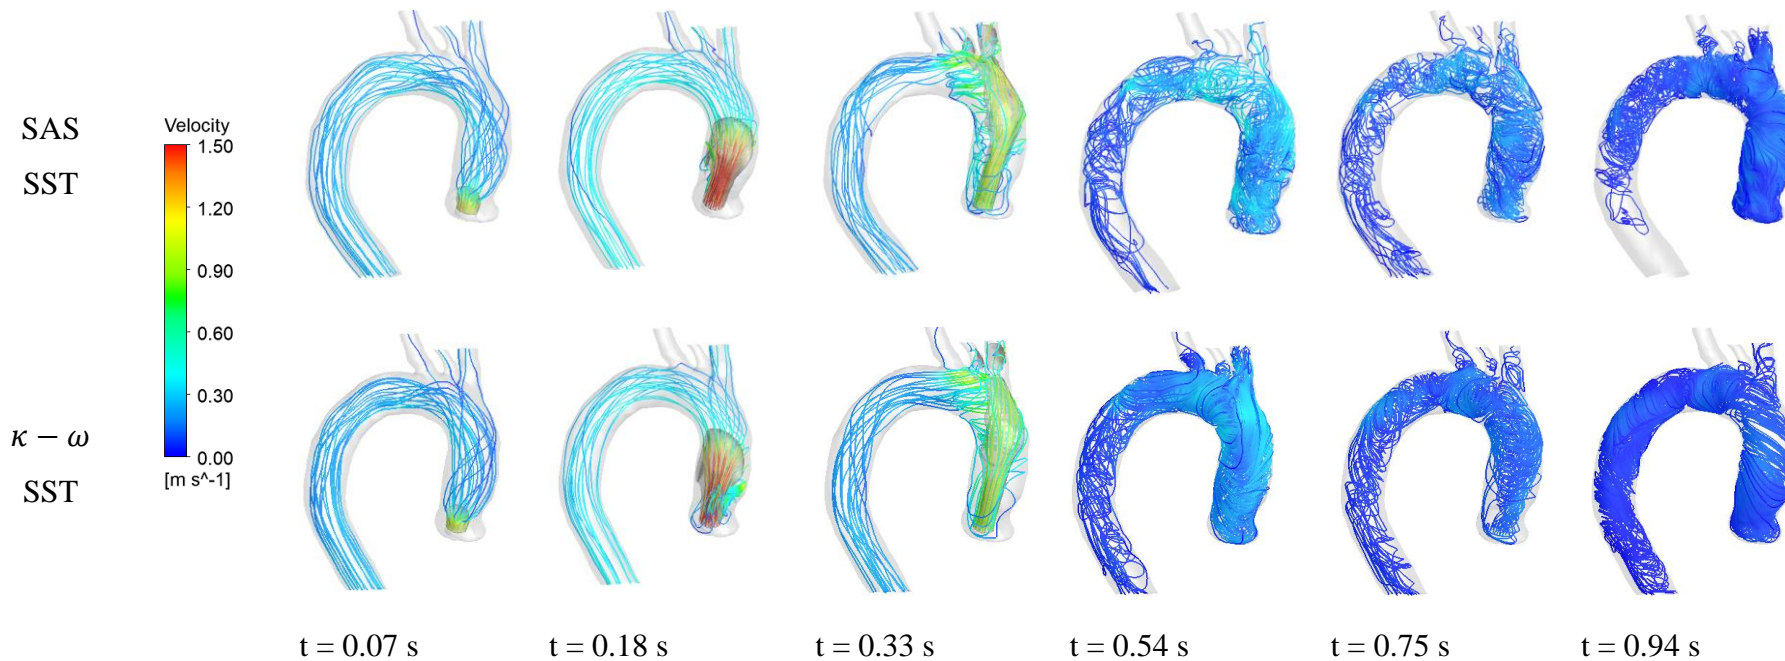 SAS
SST
Velocity
1.50
1.20
0.90
0.60
0.30
0.00
[m s^-1]
κ − ω
SST
t = 0.07 s
t = 0.18 s
t = 0.33 s
t = 0.54 s
t = 0.75 s
t = 0.94 s